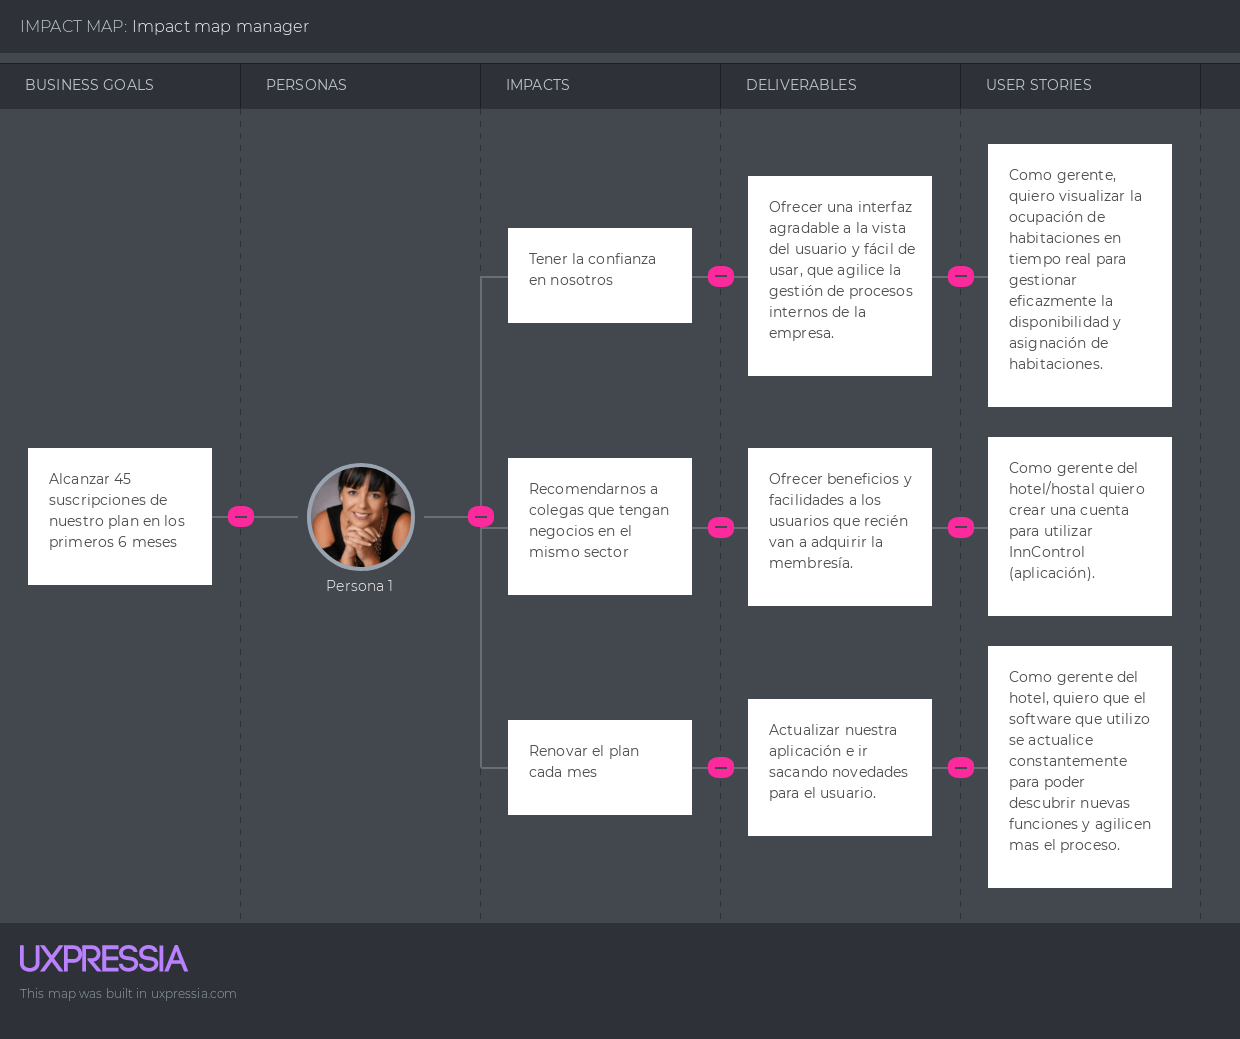 IMPACT MAP: Impact map manager
BUSINESS GOALS
PERSONAS
IMPACTS
DELIVERABLES
USER STORIES
Alcanzar 45
suscripciones de
nuestro plan en los
primeros 6 meses
Persona 1
Tener la confianza
en nosotros
Ofrecer una interfaz
agradable a la vista
del usuario y fácil de
usar, que agilice la
gestión de procesos
internos de la
empresa.
Como gerente,
quiero visualizar la
ocupación de
habitaciones en
tiempo real para
gestionar
eficazmente la
disponibilidad y
asignación de
habitaciones.
Recomendarnos a
colegas que tengan
negocios en el
mismo sector
Ofrecer beneficios y
facilidades a los
usuarios que recién
van a adquirir la
membresía.
Como gerente del
hotel/hostal quiero
crear una cuenta
para utilizar
InnControl
(aplicación).
Renovar el plan
cada mes
Actualizar nuestra
aplicación e ir
sacando novedades
para el usuario.
Como gerente del
hotel, quiero que el
software que utilizo
se actualice
constantemente
para poder
descubrir nuevas
funciones y agilicen
mas el proceso.
UXPRESSIA
This map was built in uxpressia.com